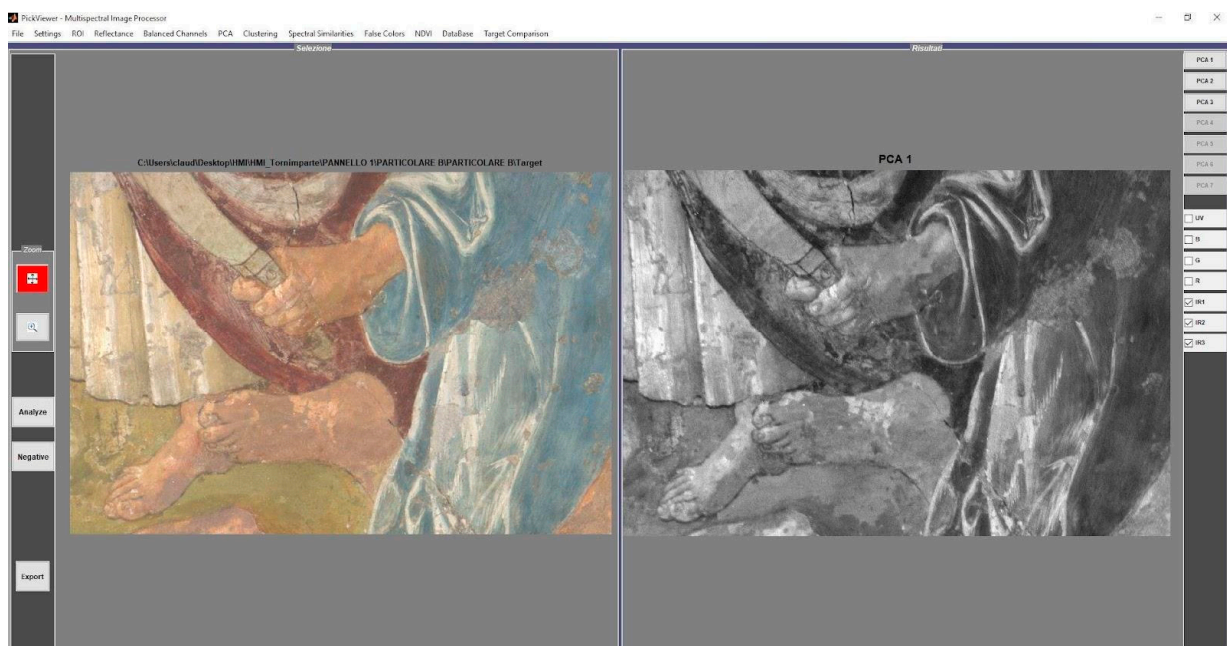 PickViewer - Multispectral Image Processor
File Settings ROI Reflectance Balanced Channels PCA Clustering Spectral Similarities False Colors NDVI DataBase Target Comparison
Selezione
Risultati
C:\Users\claud\Desktop\HMI\HMI_Tornimparte\PANNELLO 1\PARTICOLARE B\PARTICOLARE B\Target
PCA 1
Zoom
Analyze
Negative
Export
PCA 1
PCA 2
PCA 3
PCA 4
PCA 5
PCA 6
PCA 7
UV
B
G
R
IR1
IR2
IR3